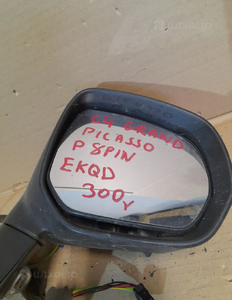 C4 GRAND
PICASSO
P 8PIN
EKQD
300